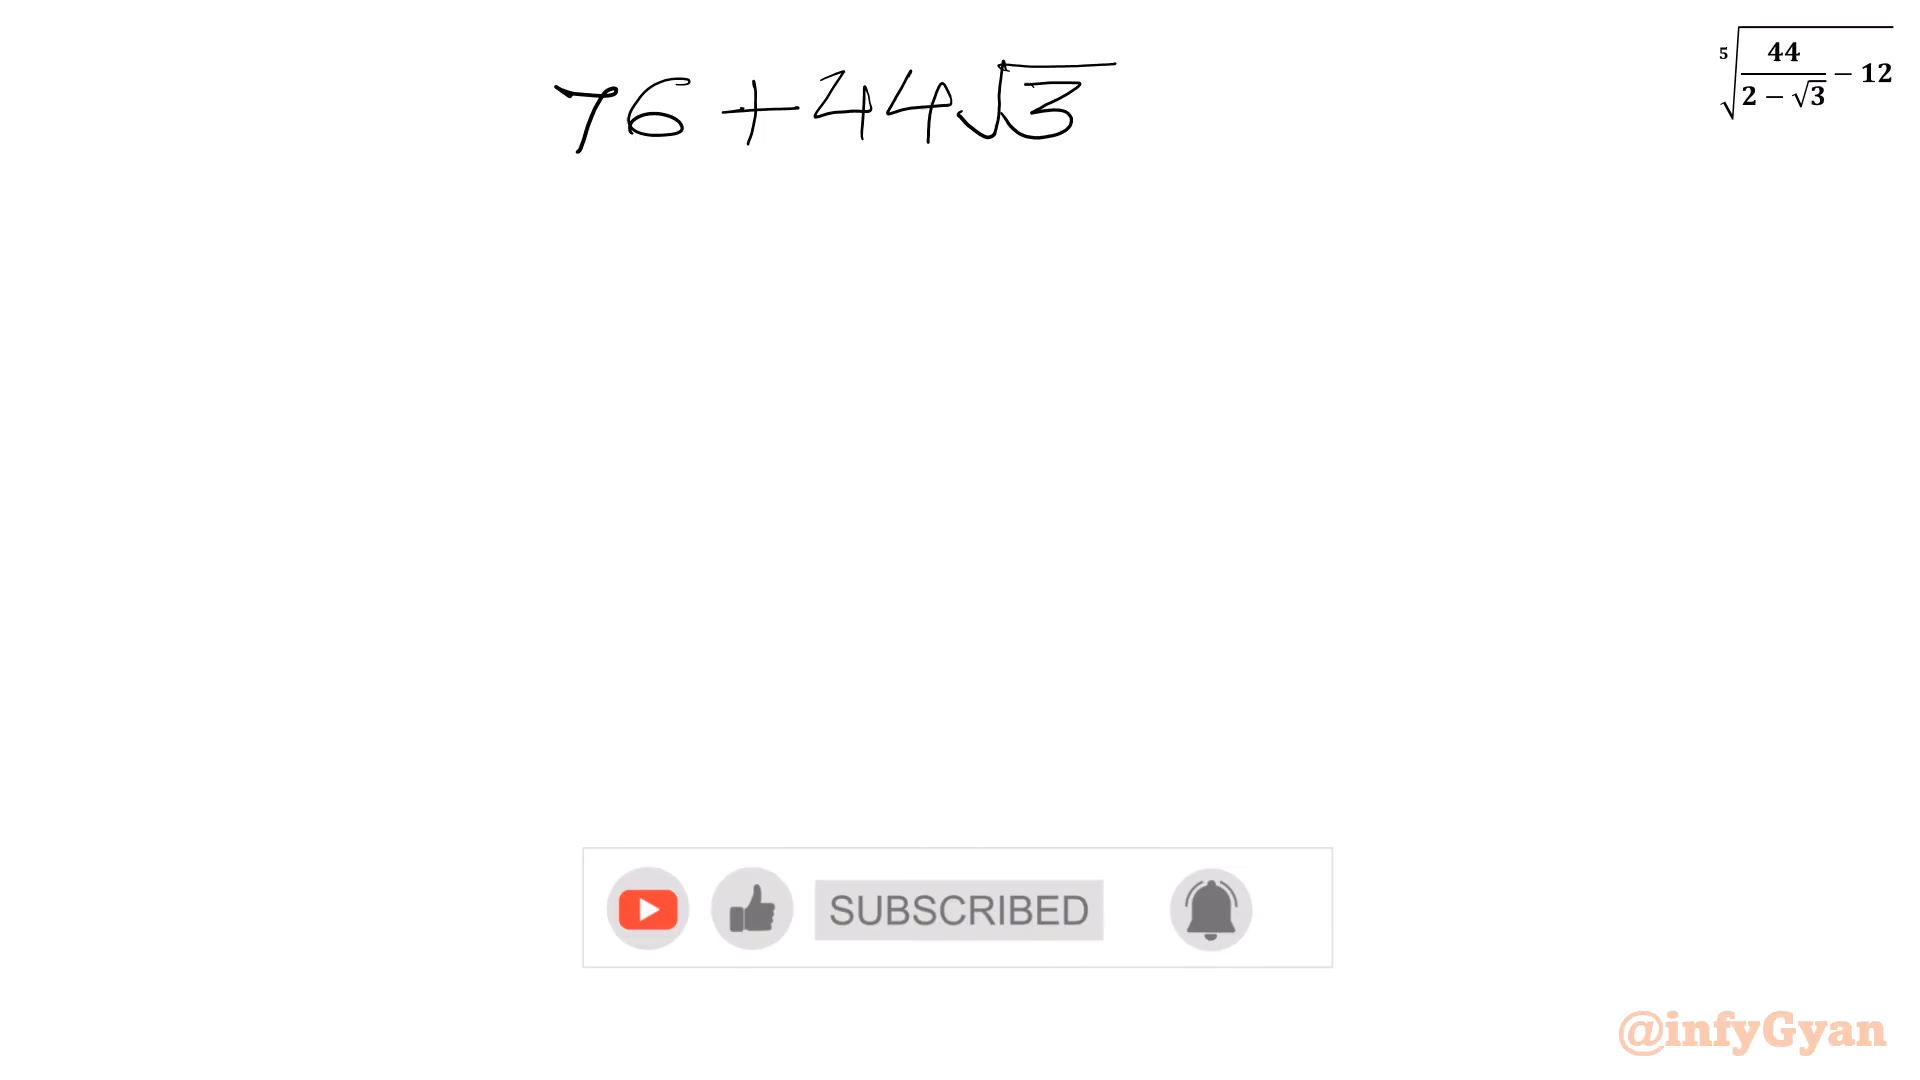 76 + 44√3
⁵√(44/(2 − √3) − 12)
SUBSCRIBED
@infyGyan